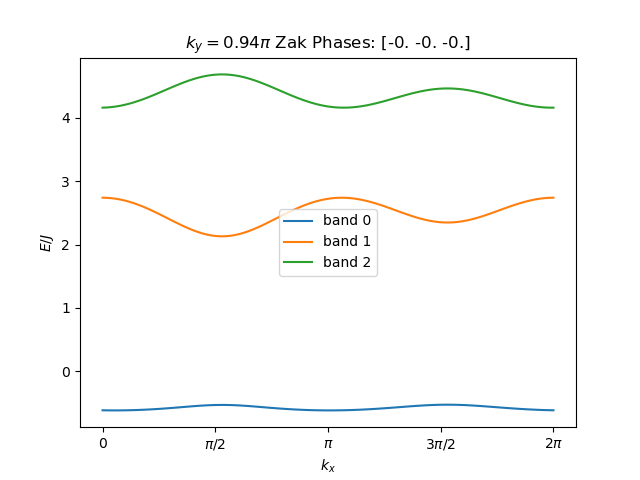 k_y = 0.94π Zak Phases: [-0. -0. -0.]
4
3
2
1
0
E/J
band 0
band 1
band 2
0 π/2 π 3π/2 2π
k_x